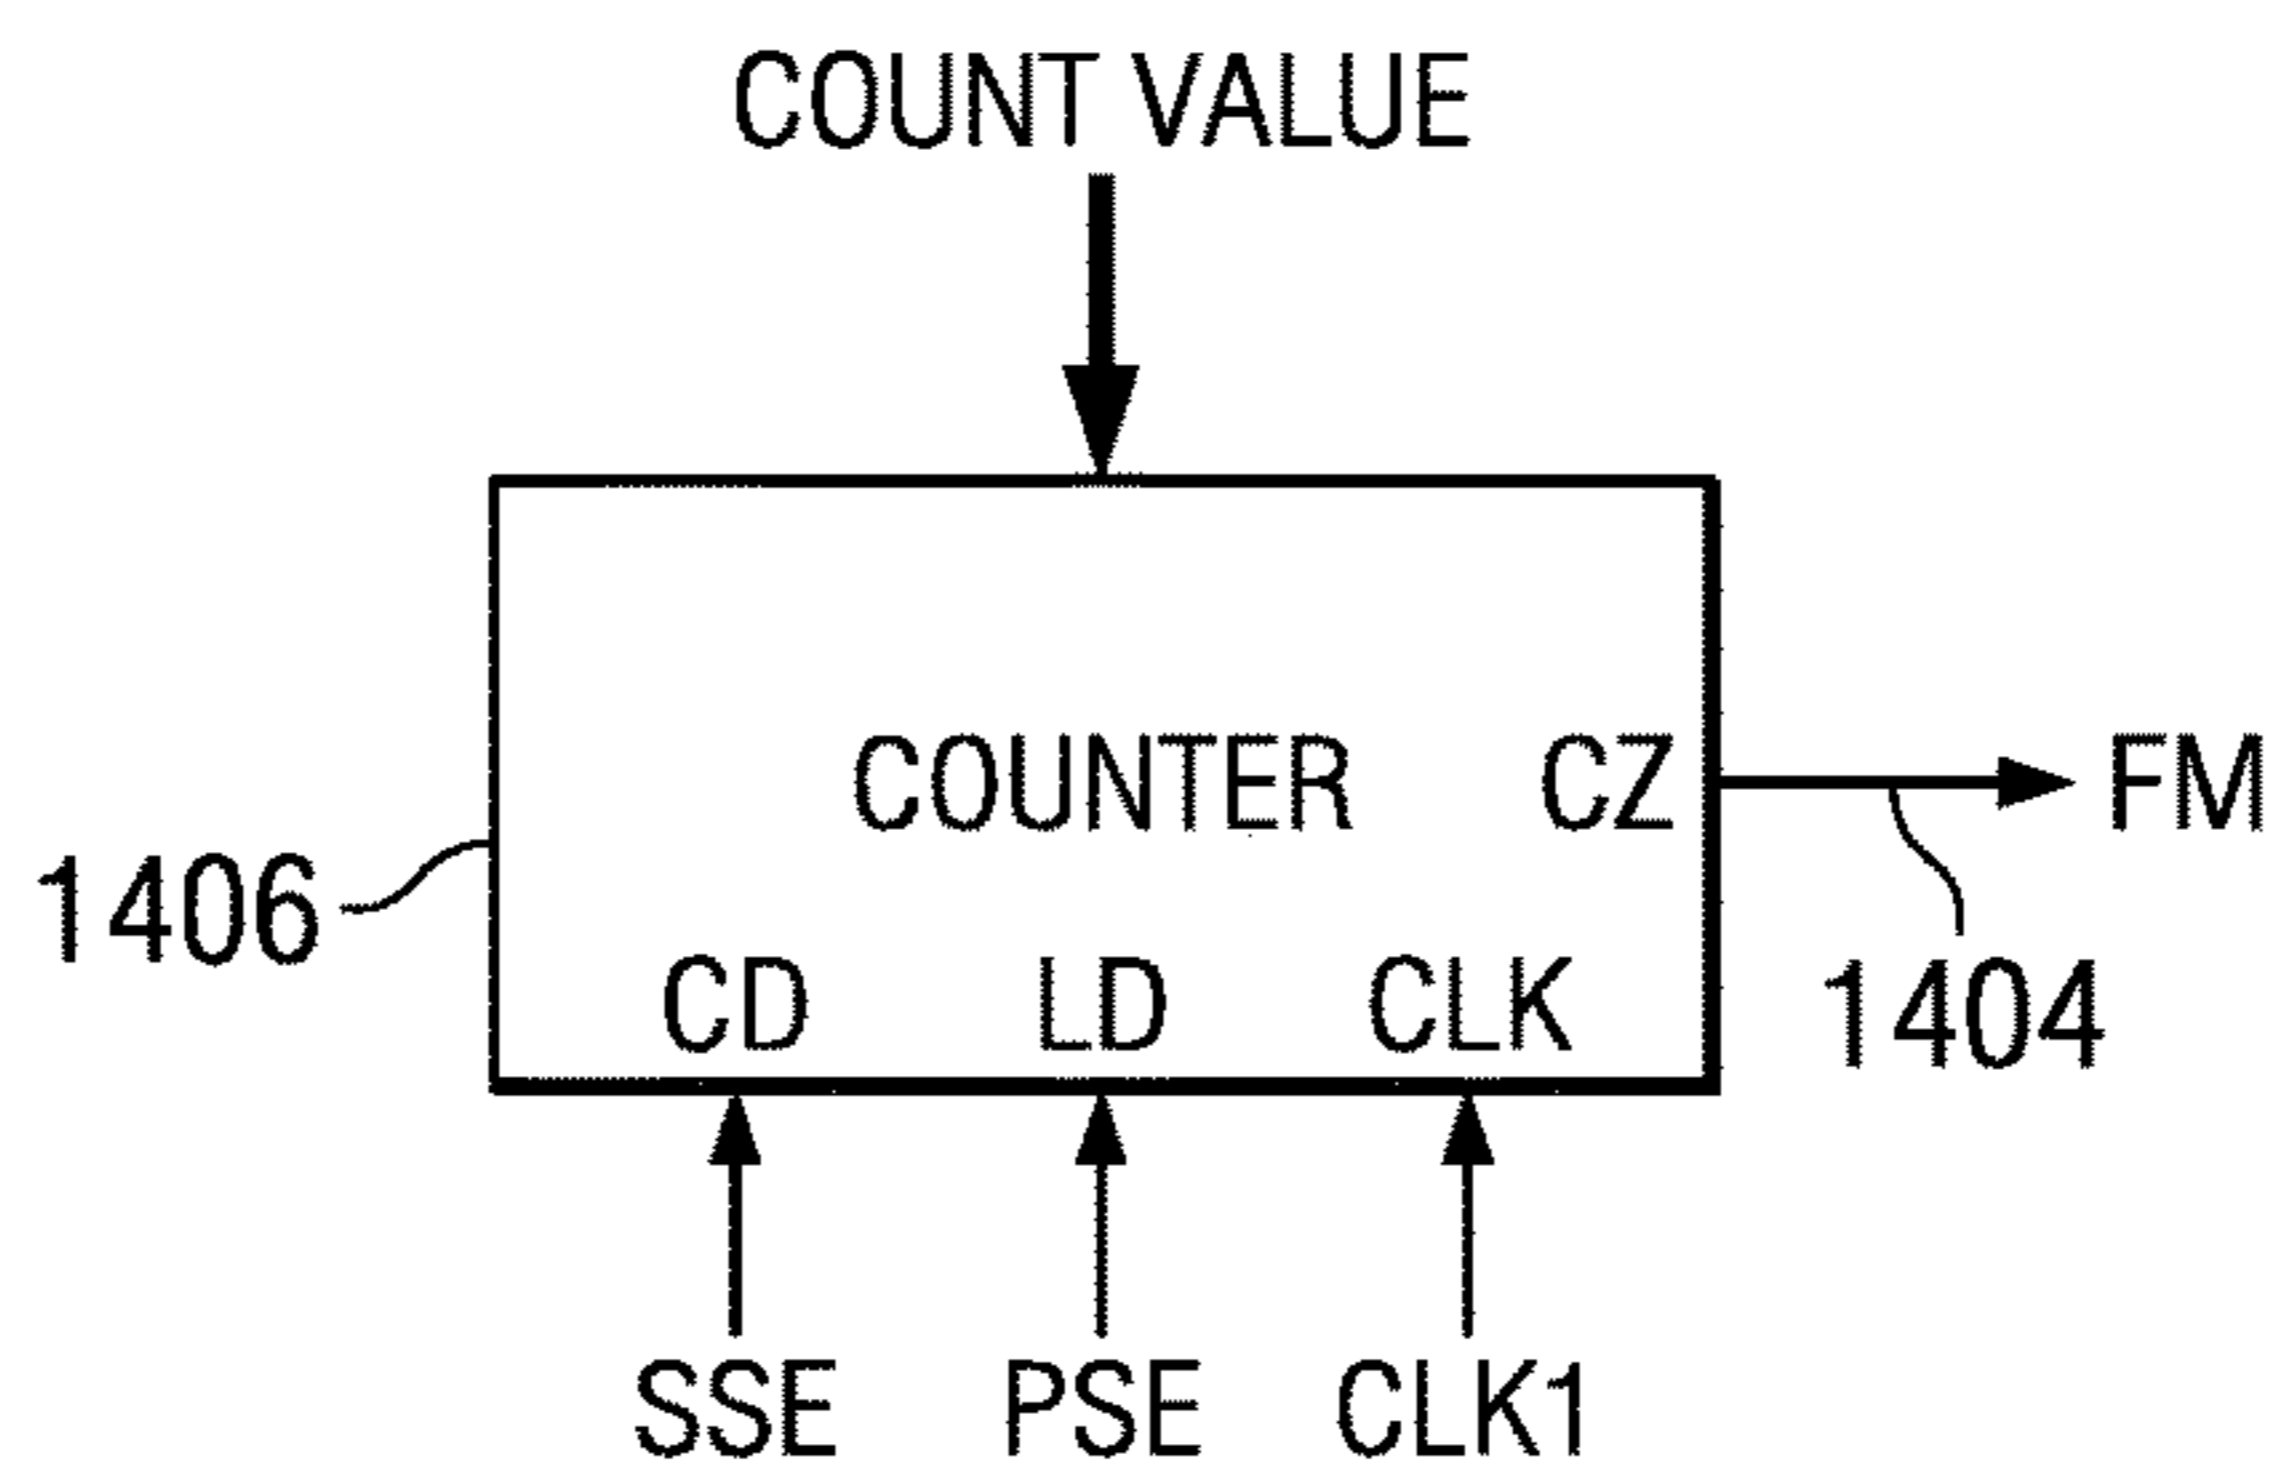 COUNT VALUE
COUNTER CZ
FM
1406
CD LD CLK
1404
SSE PSE CLK1